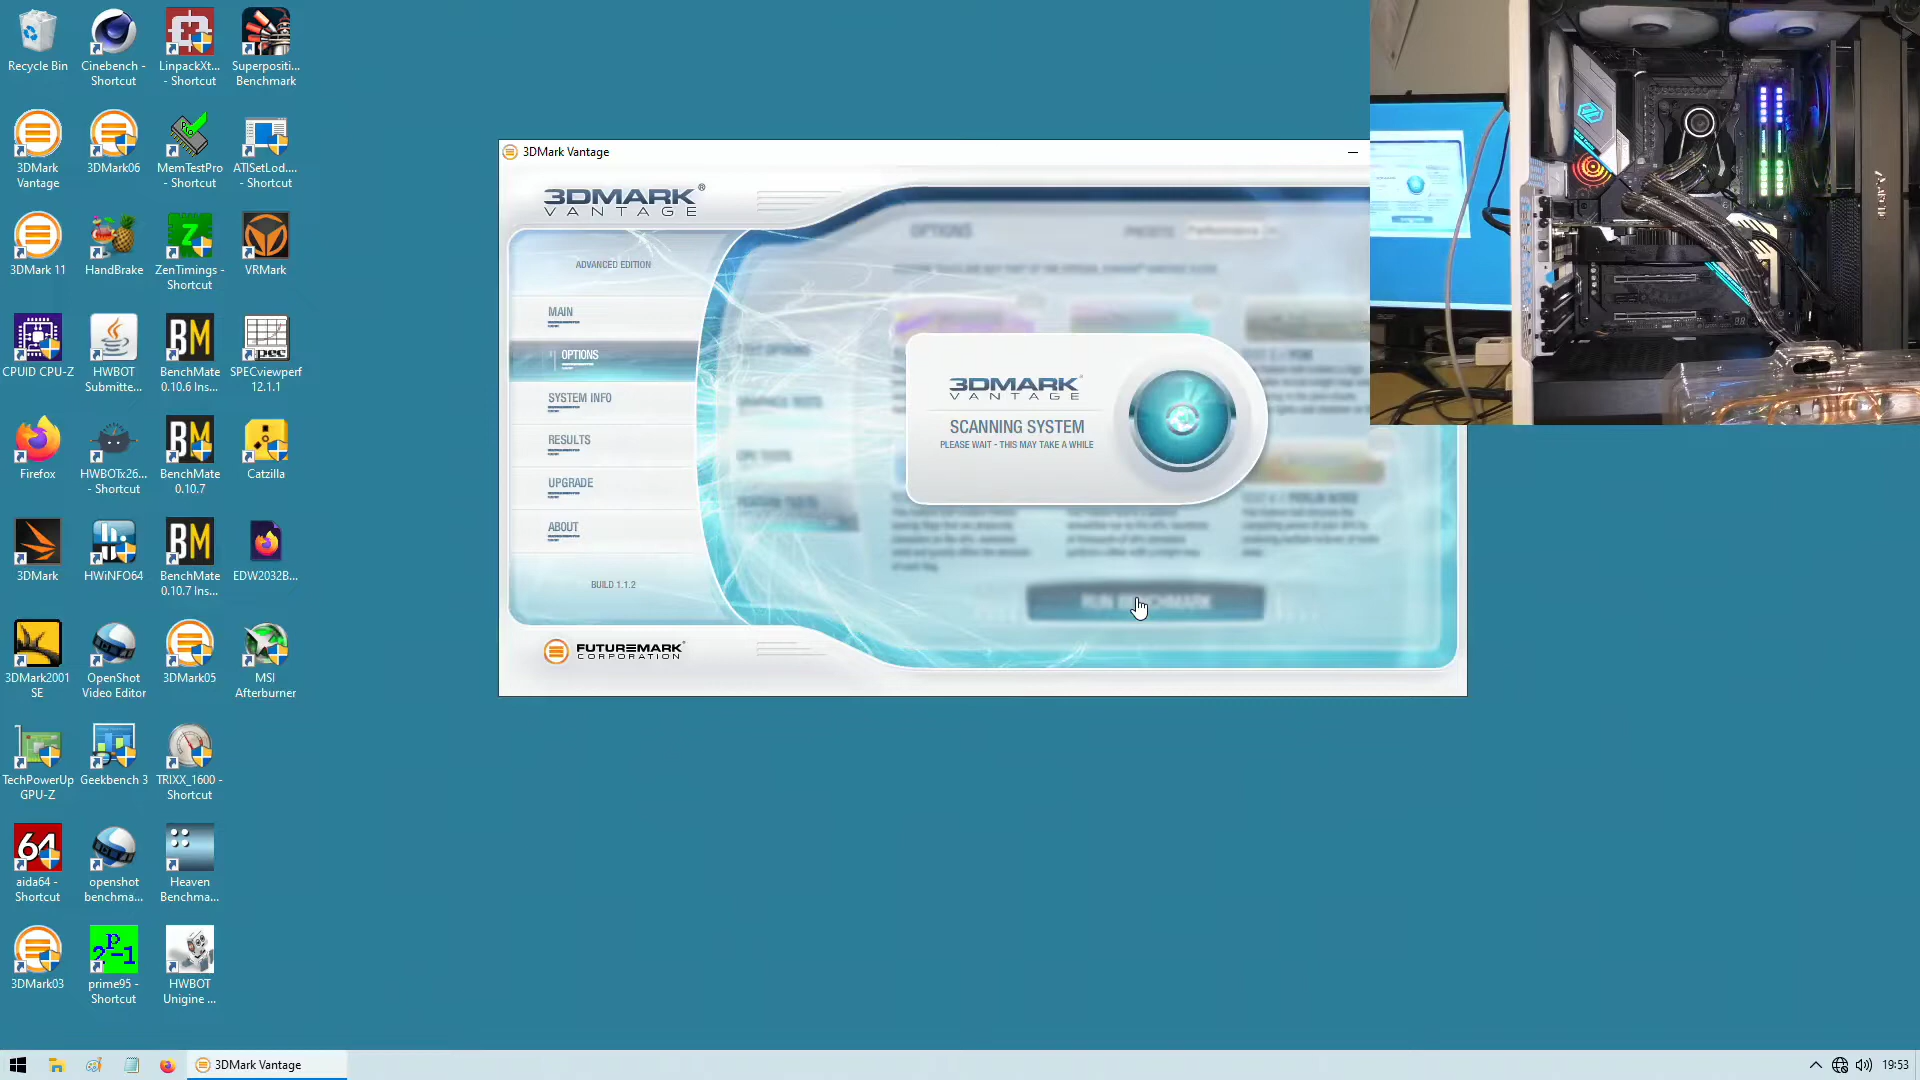 Recycle Bin
Cinebench -
Shortcut
LinpackXt...
- Shortcut
Superpositi...
Benchmark
3DMark
Vantage
3DMark06
MemTestPro
- Shortcut
ATISetLod....
- Shortcut
3DMark 11
HandBrake
ZenTimings -
Shortcut
VRMark
CPUID CPU-Z
HWBOT
Submitte...
BenchMate
0.10.6 Ins...
SPECviewperf
12.1.1
Firefox
HWBOTx26...
- Shortcut
BenchMate
0.10.7
Catzilla
3DMark
HWiNFO64
BenchMate
0.10.7 Ins...
EDW2032B...
3DMark2001
SE
OpenShot
Video Editor
3DMark05
MSI
Afterburner
TechPowerUp
GPU-Z
Geekbench 3
TRIXX_1600 -
Shortcut
aida64 -
Shortcut
openshot
benchma...
Heaven
Benchma...
3DMark03
prime95 -
Shortcut
HWBOT
Unigine ...
3DMark Vantage
3DMARK®
VANTAGE
ADVANCED EDITION
MAIN
OPTIONS
SYSTEM INFO
RESULTS
UPGRADE
ABOUT
BUILD 1.1.2
FUTUREMARK®
CORPORATION
OPTIONS
3DMARK®
VANTAGE
SCANNING SYSTEM
PLEASE WAIT - THIS MAY TAKE A WHILE
RUN BENCHMARK
3DMark Vantage
19:53